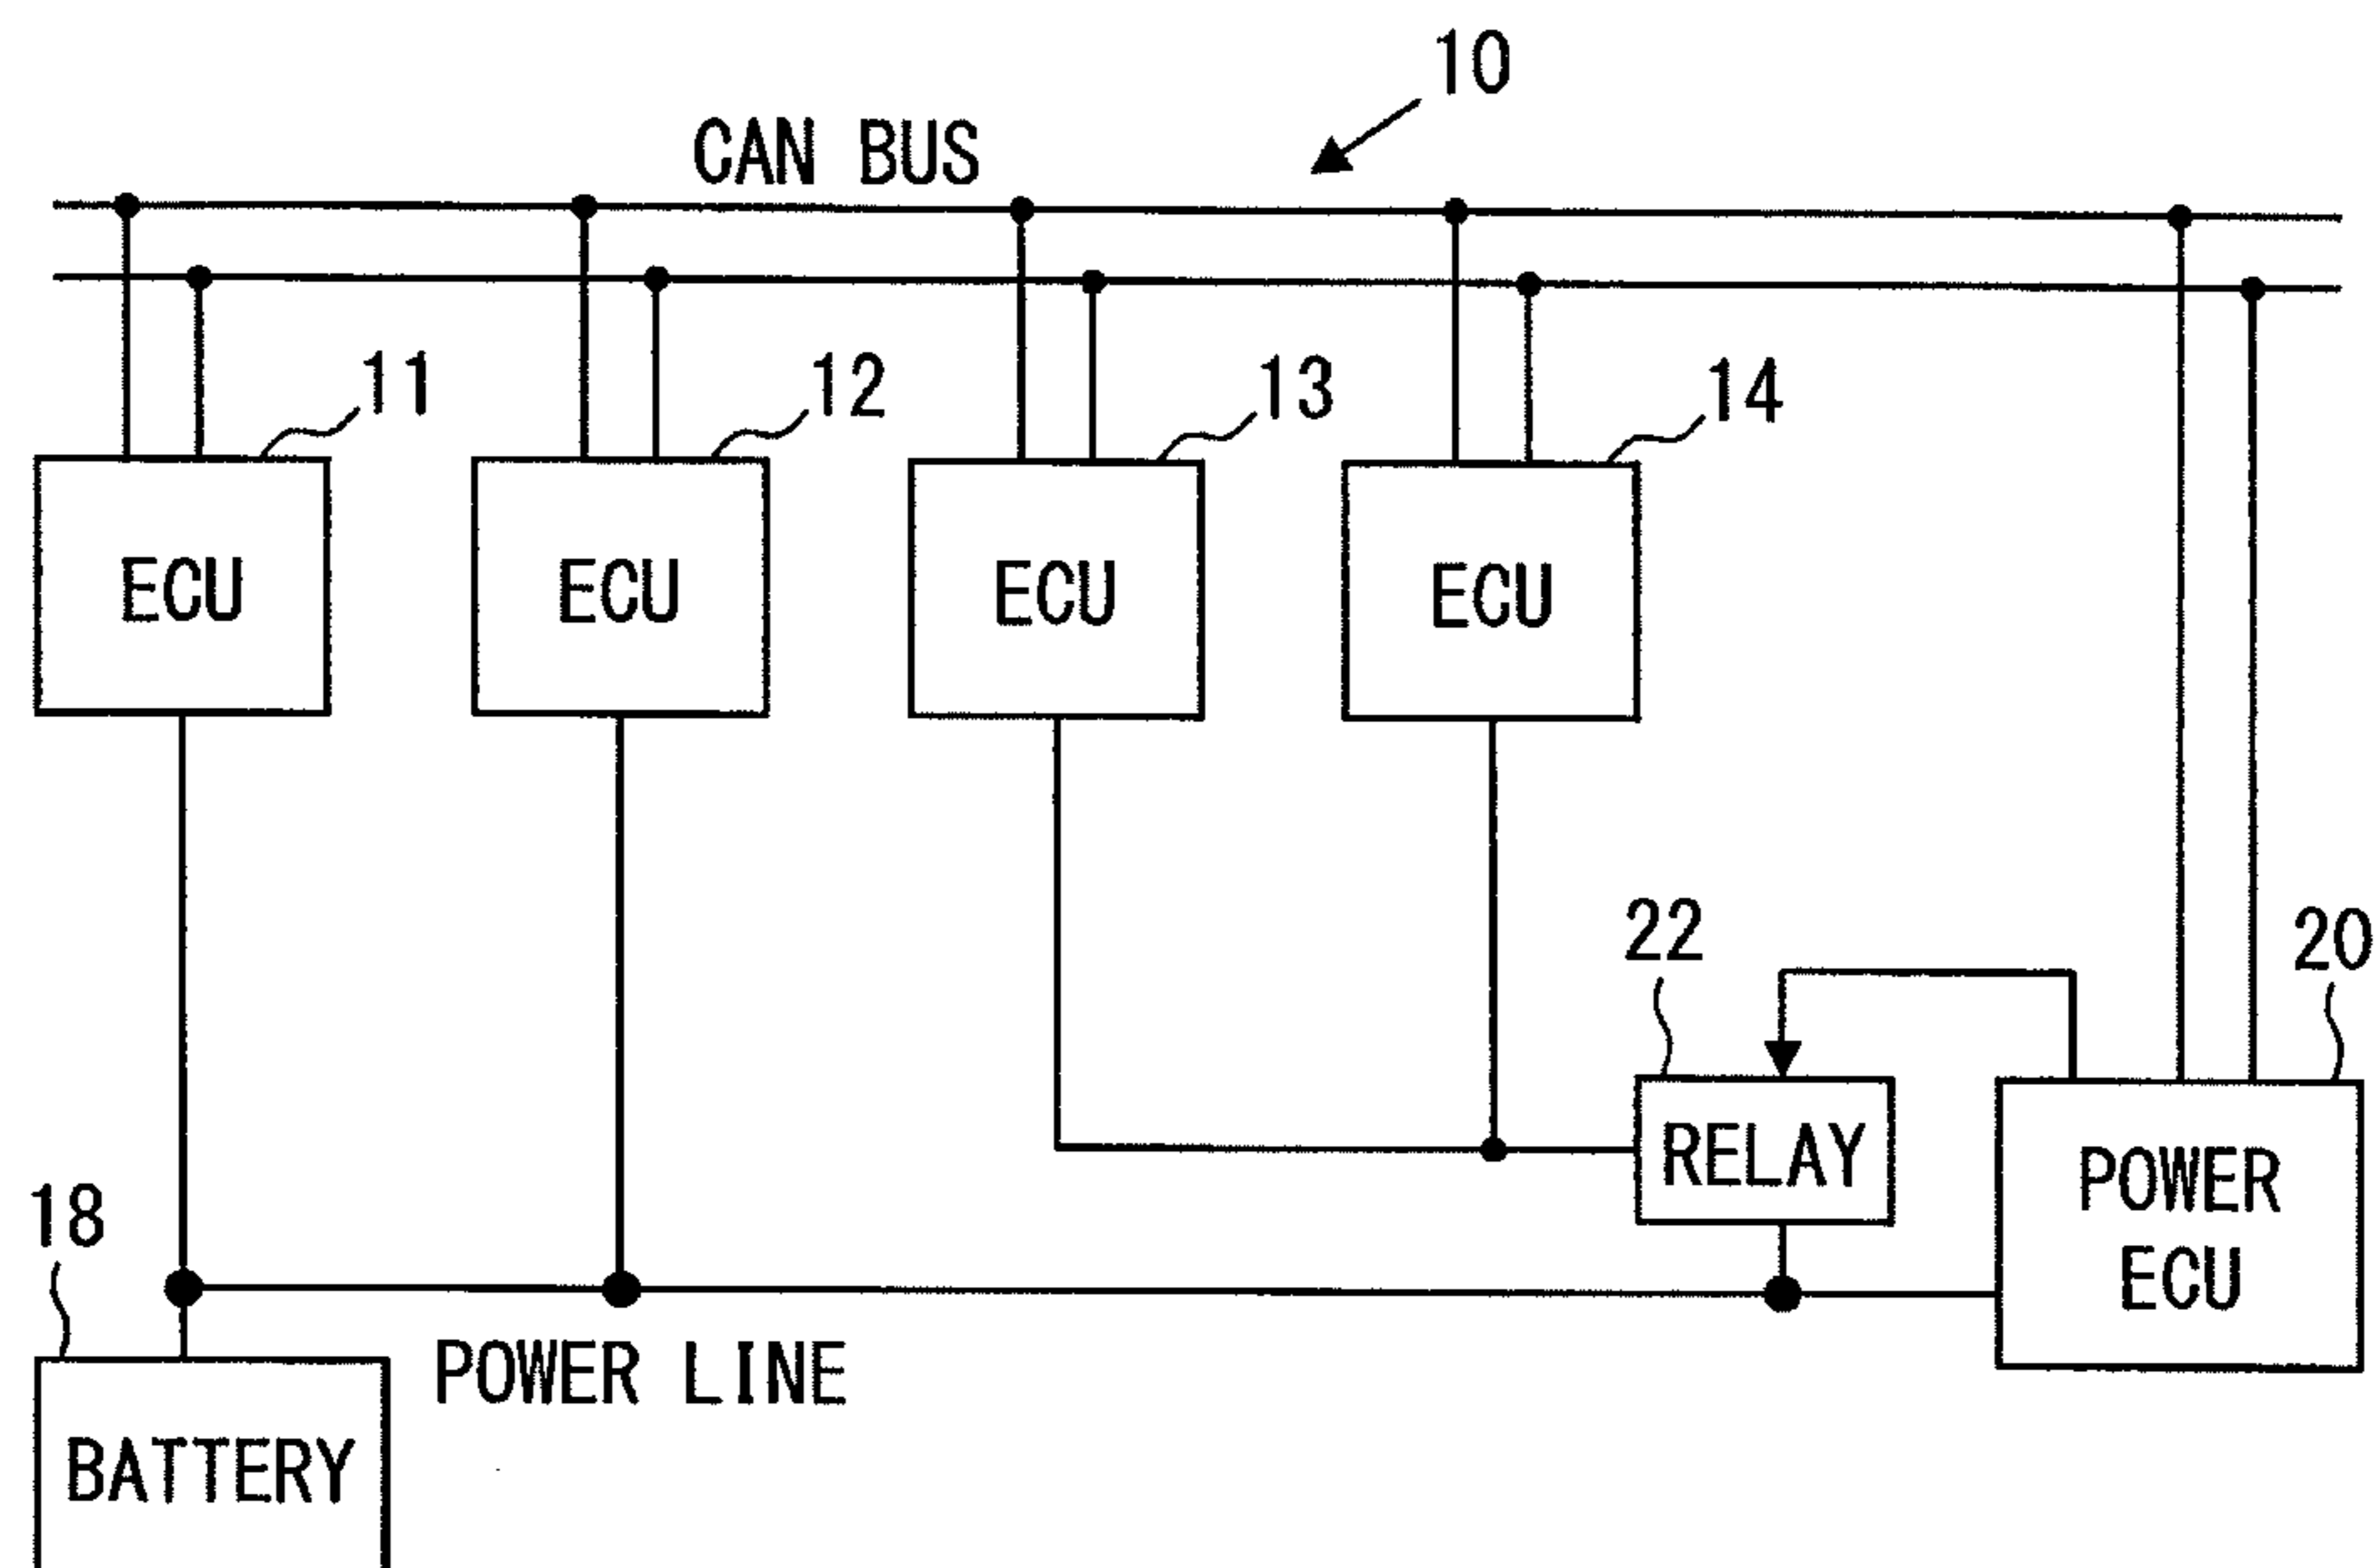 10
CAN BUS
11
12
13
14
ECU
ECU
ECU
ECU
22
20
RELAY
POWER
ECU
18
POWER LINE
BATTERY